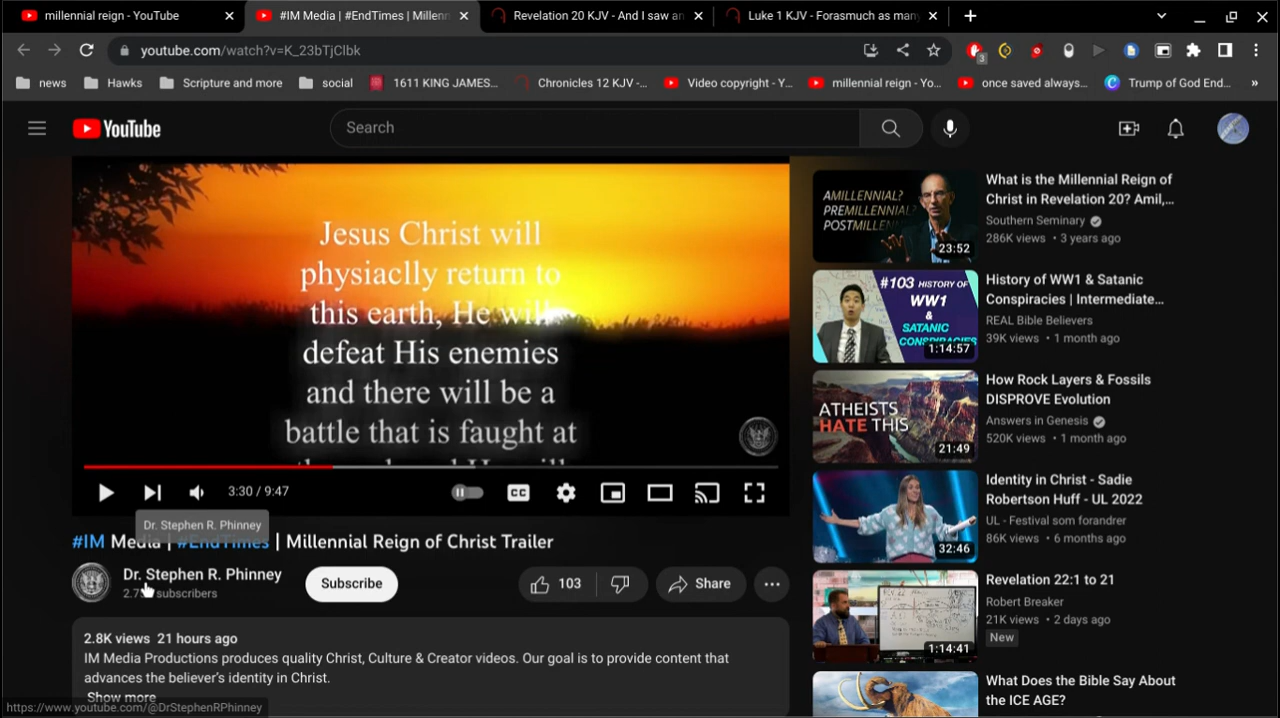 millennial reign - YouTube
#IM Media | #EndTimes | Millenn
Revelation 20 KJV - And I saw an
Luke 1 KJV - Forasmuch as many
youtube.com/watch?v=K_23bTjClbk
3
news
Hawks
Scripture and more
social
1611 KING JAMES...
Chronicles 12 KJV -...
Video copyright - Y...
millennial reign - Yo...
once saved always...
Trump of God End...
»
YouTube
Search
Jesus Christ will
physiaclly return to
this earth, He will
defeat His enemies
and there will be a
battle that is faught at
3:30 / 9:47
CC
Dr. Stephen R. Phinney
#IM Media | #EndTimes | Millennial Reign of Christ Trailer
Dr. Stephen R. Phinney
subscribers
Subscribe
103
Share
2.8K views 21 hours ago
IM Media Producions produces quality Christ, Culture & Creator videos. Our goal is to provide content that
advances the believer's identity in Christ.
Show more
https://www.youtube.com/@DrStephenRPhinney
AMILLENNIAL?
PREMILLENNIAL?
POSTMILLEN
23:52
What is the Millennial Reign of
Christ in Revelation 20? Amil,...
Southern Seminary
286K views • 3 years ago
#103 HISTORY OF
WW1
&
SATANIC
CONSPIRACIES
1:14:57
History of WW1 & Satanic
Conspiracies | Intermediate...
REAL Bible Believers
39K views • 1 month ago
ATHEISTS
HATE THIS
21:49
How Rock Layers & Fossils
DISPROVE Evolution
Answers in Genesis
520K views • 1 month ago
32:46
Identity in Christ - Sadie
Robertson Huff - UL 2022
UL - Festival som forandrer
86K views • 6 months ago
1:14:41
Revelation 22:1 to 21
Robert Breaker
21K views • 2 days ago
New
What Does the Bible Say About
the ICE AGE?